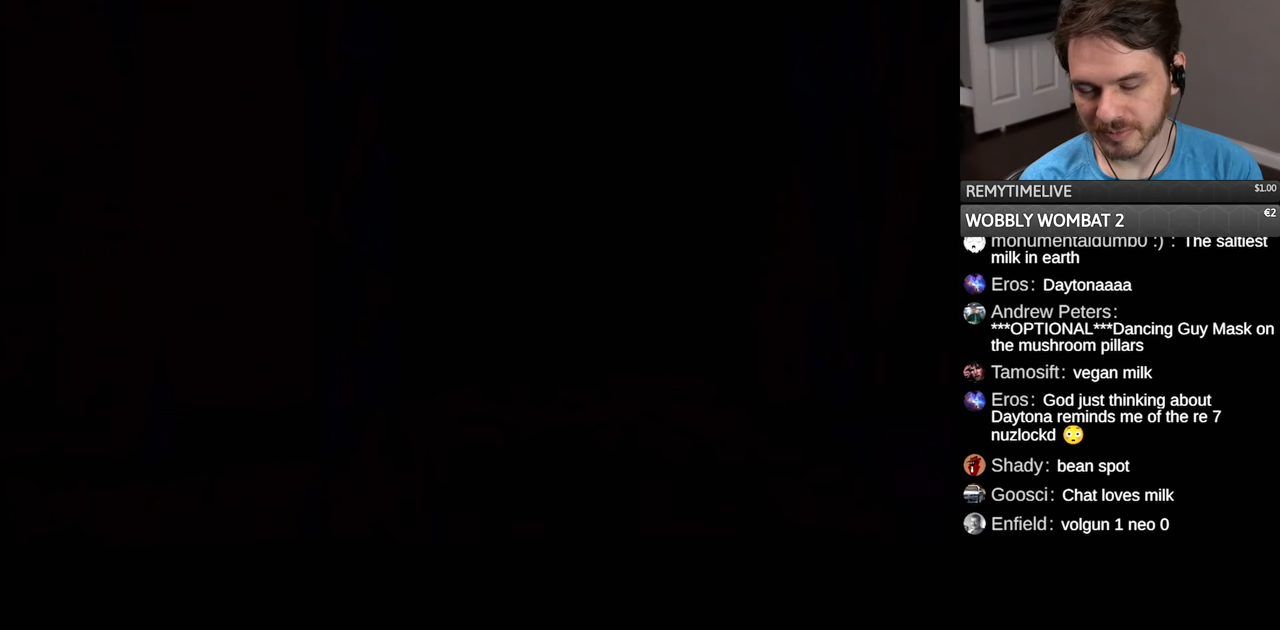 REMYTIMELIVE $1.00
WOBBLY WOMBAT 2 €2
monumentaldumb0 :) : The saltiest
milk in earth
Eros: Daytonaaaa
Andrew Peters:
***OPTIONAL***Dancing Guy Mask on
the mushroom pillars
Tamosift: vegan milk
Eros: God just thinking about
Daytona reminds me of the re 7
nuzlockd 😳
Shady: bean spot
Goosci: Chat loves milk
Enfield: volgun 1 neo 0